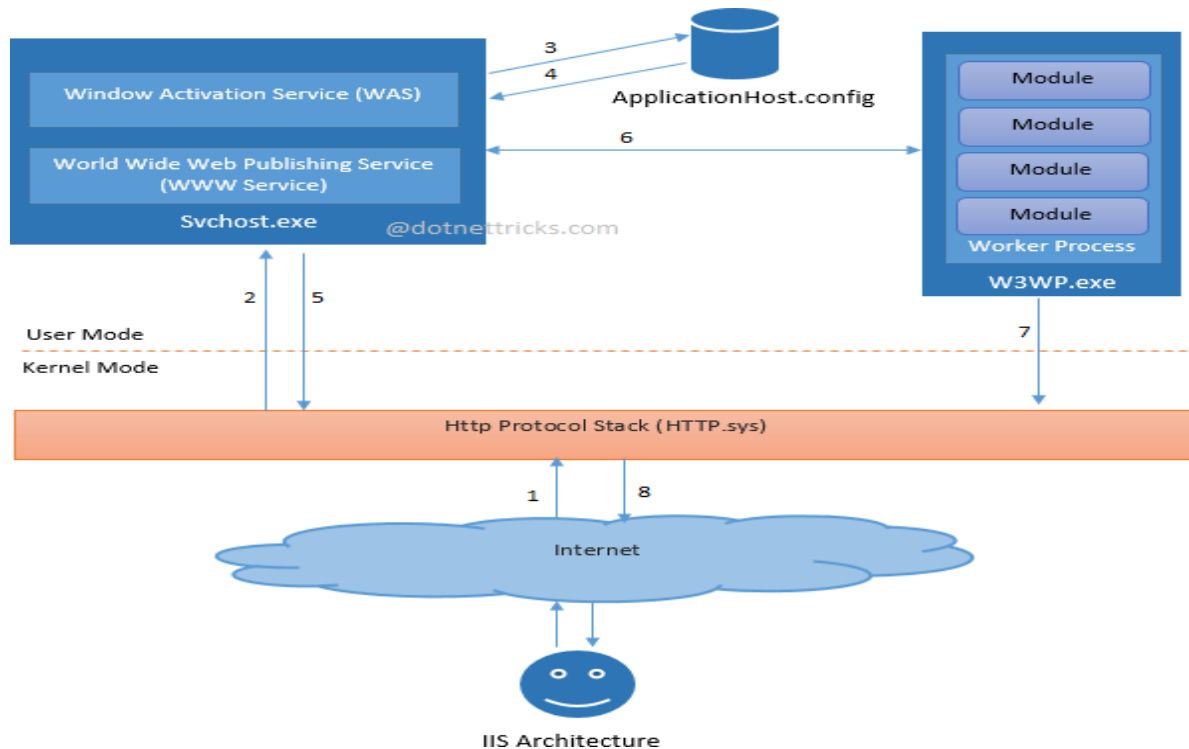 3
4
Window Activation Service (WAS)
ApplicationHost.config
Module
Module
Module
Module
Worker Process
W3WP.exe
6
World Wide Web Publishing Service
(WWW Service)
Svchost.exe
@dotnettricks.com
2
5
7
User Mode
Kernel Mode
Http Protocol Stack (HTTP.sys)
1
8
Internet
IIS Architecture